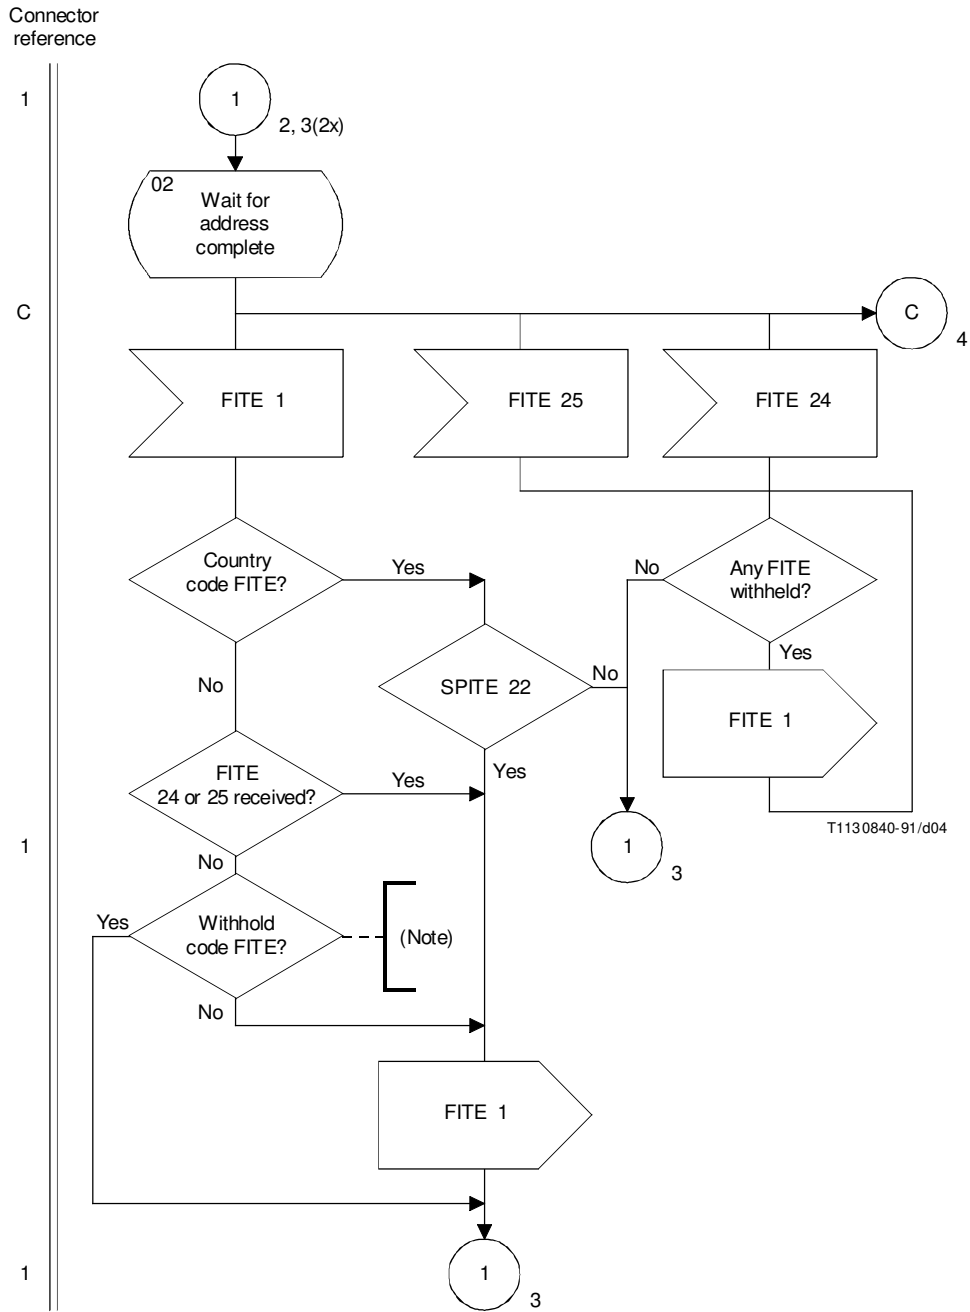 Connector
reference
1
1
2, 3(2x)
02
Wait for
address
complete
C
C
4
FITE 1
FITE 25
FITE 24
Country
code FITE?
Yes
No
Any FITE
withheld?
Yes
No
SPITE 22
No
FITE 1
FITE
24 or 25 received?
Yes
Yes
T1130840-91/d04
1
No
1
3
Yes
Withhold
code FITE?
(Note)
No
FITE 1
1
1
3